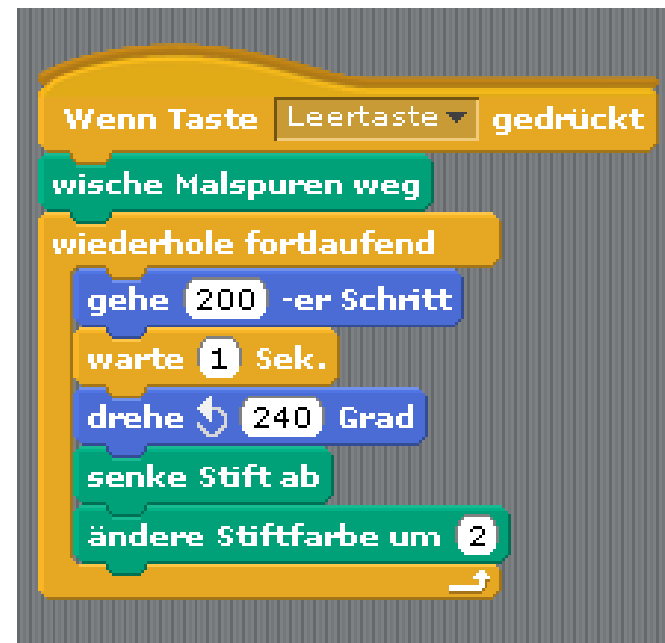 Wenn Taste Leertaste gedrückt
wische Malspuren weg
wiederhole fortlaufend
gehe 200 -er Schritt
warte 1 Sek.
drehe 240 Grad
senke Stift ab
ändere Stiftfarbe um 2